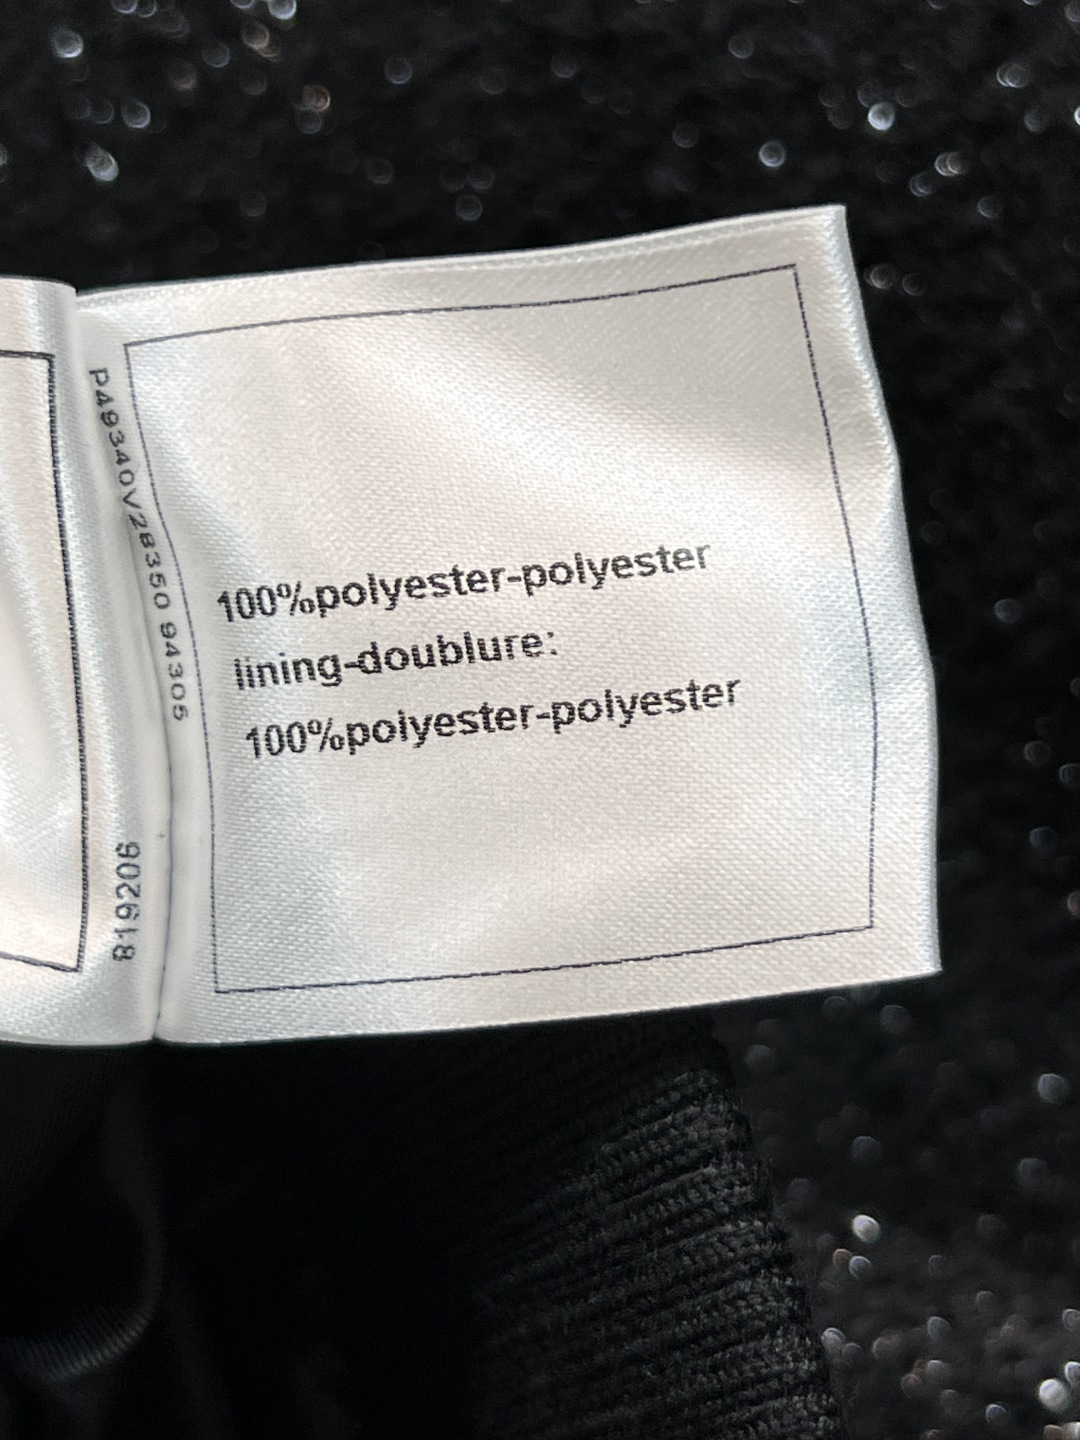 P49340V28350 94305
100%polyester-polyester
lining-doublure:
100%polyester-polyester
819206